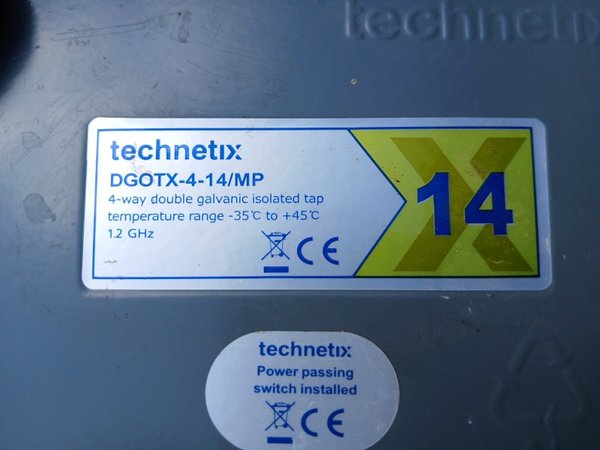 technetix
technetix
DGOTX-4-14/MP
4-way double galvanic isolated tap
temperature range -35℃ to +45℃
1.2 GHz
CE
X
14
technetix
Power passing
switch installed
CE